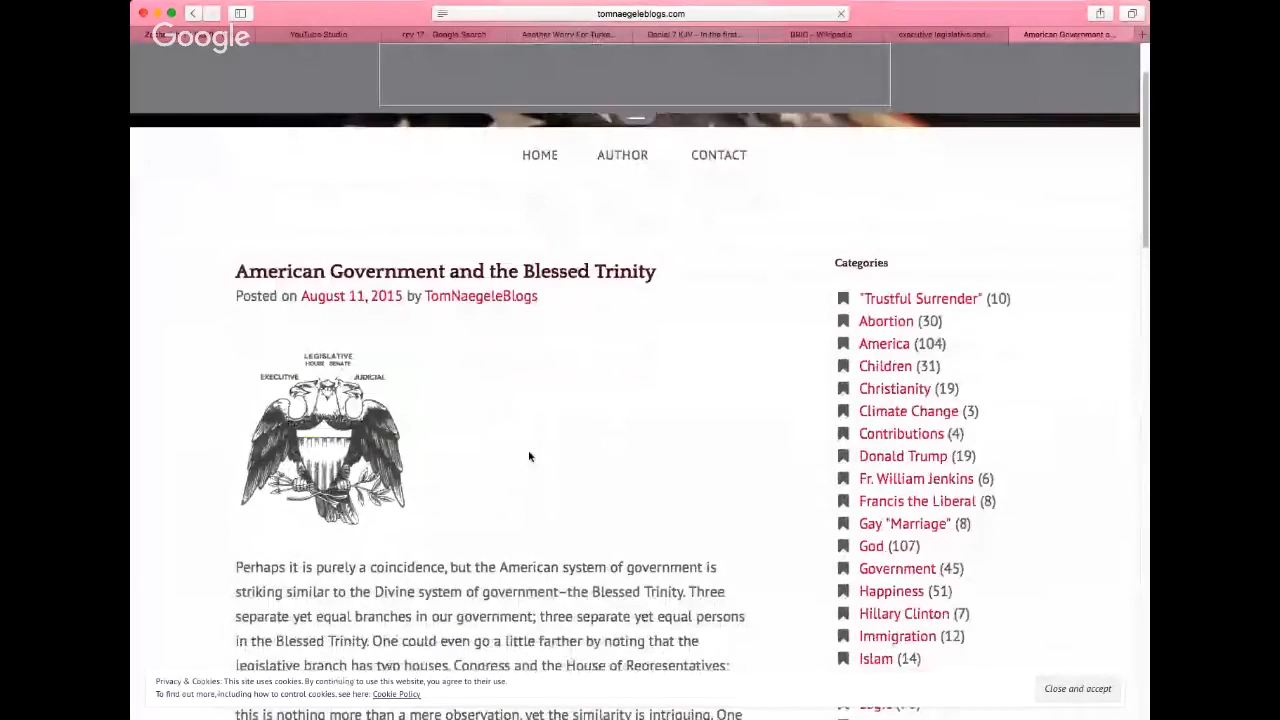 tomnaegeleblogs.com
Google
YouTube Studio
Google Search
Another Worry For Turke...
Daniel 7 KJV – In the first...
BRIC - Wikipedia
executive legislative and...
American Government a...
HOME AUTHOR CONTACT
American Government and the Blessed Trinity
Posted on August 11, 2015 by TomNaegeleBlogs
LEGISLATIVE
HOUSE SENATE
EXECUTIVE JUDICIAL
Perhaps it is purely a coincidence, but the American system of government is
striking similar to the Divine system of government–the Blessed Trinity. Three
separate yet equal branches in our government; three separate yet equal persons
in the Blessed Trinity. One could even go a little farther by noting that the
legislative branch has two houses, Congress and the House of Representatives;
this is nothing more than a mere observation, yet the similarity is intriguing. One
Categories
"Trustful Surrender" (10)
Abortion (30)
America (104)
Children (31)
Christianity (19)
Climate Change (3)
Contributions (4)
Donald Trump (19)
Fr. William Jenkins (6)
Francis the Liberal (8)
Gay "Marriage" (8)
God (107)
Government (45)
Happiness (51)
Hillary Clinton (7)
Immigration (12)
Islam (14)
Privacy & Cookies: This site uses cookies. By continuing to use this website, you agree to their use.
To find out more, including how to control cookies, see here: Cookie Policy
Close and accept